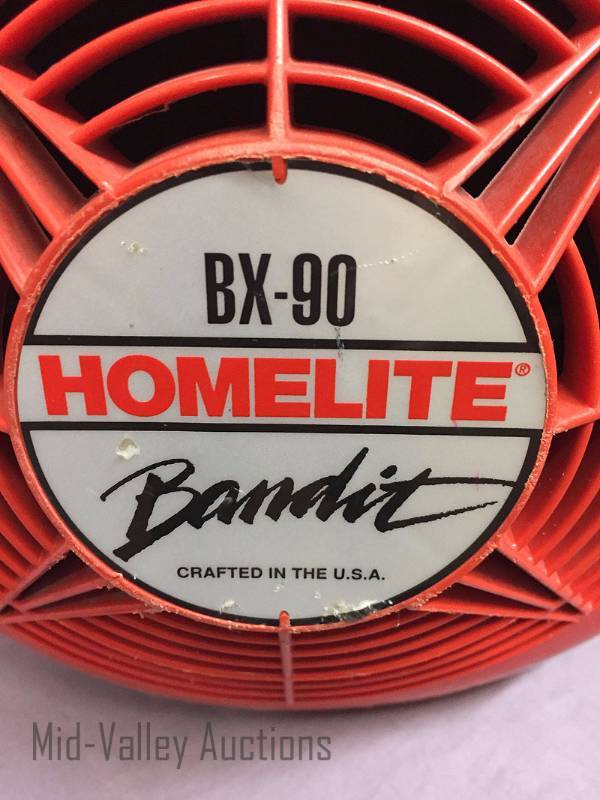 BX-90
HOMELITE®
Bandit
CRAFTED IN THE U.S.A.
Mid-Valley Auctions